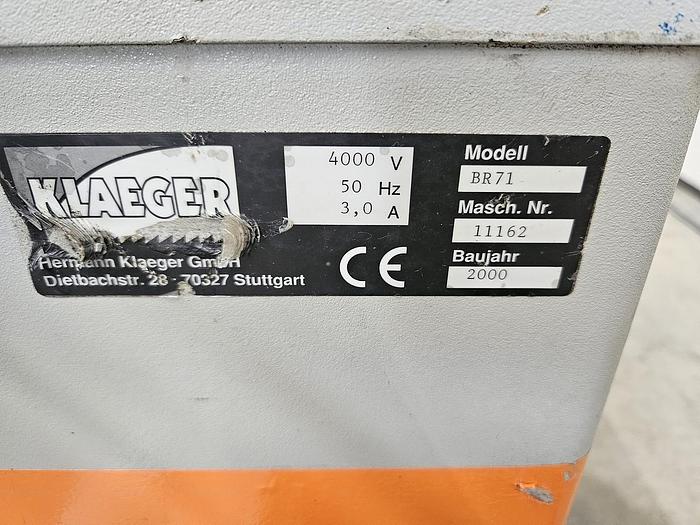 KLAEGER
Hermann Klaeger GmbH
Dietbachstr. 28 · 70327 Stuttgart
4000 V
50 Hz
3,0 A
CE
Modell
BR71
Masch. Nr.
11162
Baujahr
2000